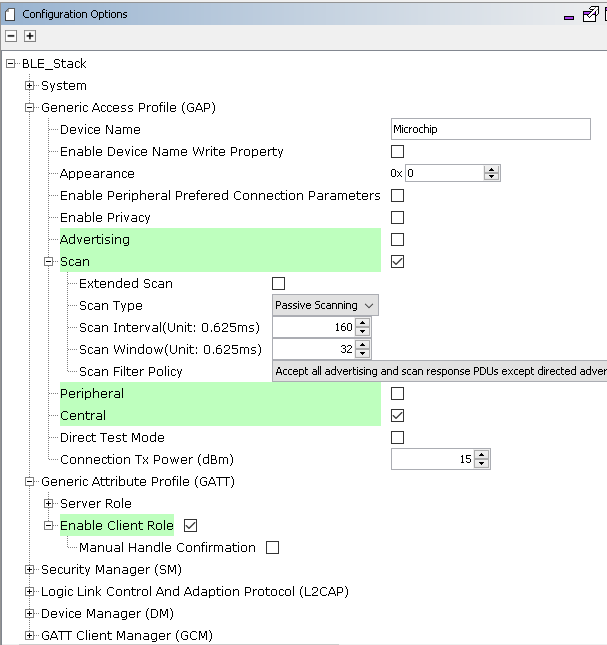 Configuration Options
BLE_Stack
System
Generic Access Profile (GAP)
Device Name Microchip
Enable Device Name Write Property
Appearance 0x 0
Enable Peripheral Prefered Connection Parameters
Enable Privacy
Advertising
Scan
Extended Scan
Scan Type Passive Scanning
Scan Interval(Unit: 0.625ms) 160
Scan Window(Unit: 0.625ms) 32
Scan Filter Policy Accept all advertising and scan response PDUs except directed adver
Peripheral
Central
Direct Test Mode
Connection Tx Power (dBm) 15
Generic Attribute Profile (GATT)
Server Role
Enable Client Role
Manual Handle Confirmation
Security Manager (SM)
Logic Link Control And Adaption Protocol (L2CAP)
Device Manager (DM)
GATT Client Manager (GCM)